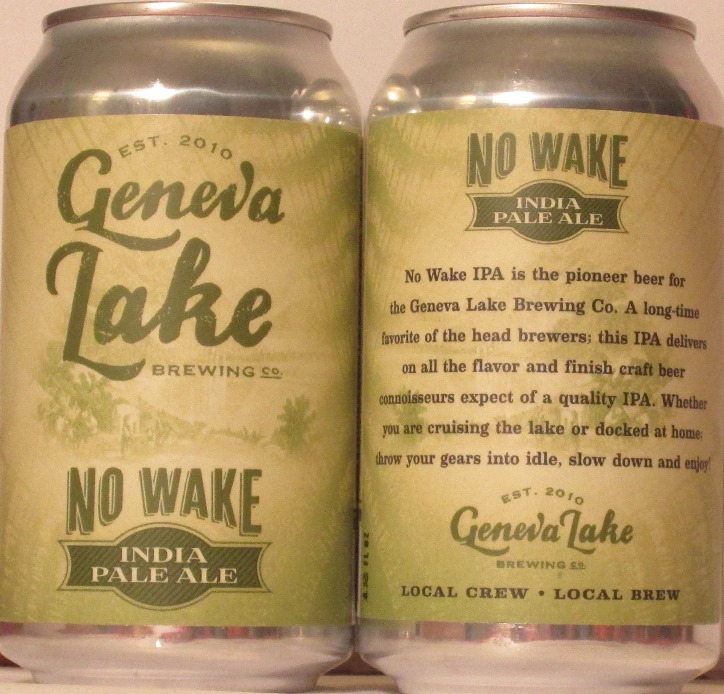 EST. 2010
Geneva
Lake
BREWING CO.
NO WAKE
INDIA
PALE ALE
NO WAKE
INDIA
PALE ALE
No Wake IPA is the pioneer beer for
the Geneva Lake Brewing Co. A long-time
favorite of the head brewers; this IPA delivers
on all the flavor and finish craft beer
connoisseurs expect of a quality IPA. Whether
you are cruising the lake or docked at home;
throw your gears into idle, slow down and enjoy!
EST. 2010
Geneva Lake
BREWING CO.
LOCAL CREW • LOCAL BREW